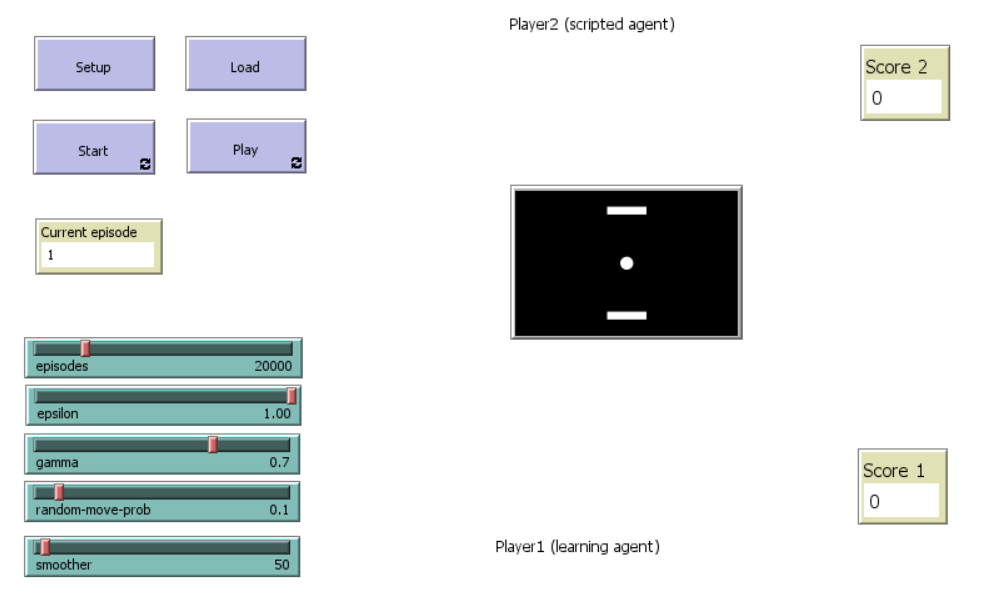 Player2 (scripted agent)
Setup
Load
Score 2
0
Start
Play
Current episode
1
episodes 20000
epsilon 1.00
gamma 0.7
random-move-prob 0.1
smoother 50
Score 1
0
Player1 (learning agent)